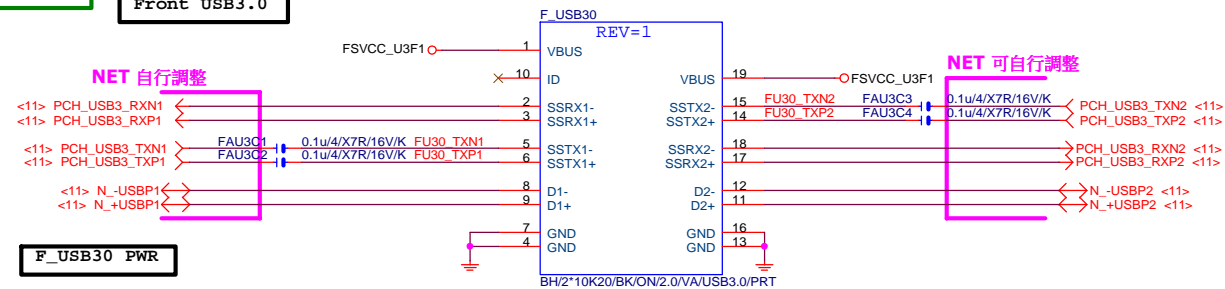 Front USB3.0
F_USB30
REV=1
FSVCC_U3F1 1 VBUS
NET 自行調整
NET 可自行調整
10 ID
VBUS 19 FSVCC_U3F1
<11> PCH_USB3_RXN1 2 SSRX1-
SSTX2- 15 FU30_TXN2 FAU3C3 0.1u/4/X7R/16V/K PCH_USB3_TXN2 <11>
<11> PCH_USB3_RXP1 3 SSRX1+
SSTX2+ 14 FU30_TXP2 FAU3C4 0.1u/4/X7R/16V/K PCH_USB3_TXP2 <11>
<11> PCH_USB3_TXN1 FAU3C1 0.1u/4/X7R/16V/K FU30_TXN1 5 SSTX1-
SSRX2- 18 PCH_USB3_RXN2 <11>
<11> PCH_USB3_TXP1 FAU3C2 0.1u/4/X7R/16V/K FU30_TXP1 6 SSTX1+
SSRX2+ 17 PCH_USB3_RXP2 <11>
<11> N_-USBP1 8 D1-
D2- 12 N_-USBP2 <11>
<11> N_+USBP1 9 D1+
D2+ 11 N_+USBP2 <11>
7 GND
GND 16
4 GND
GND 13
F_USB30 PWR
BH/2*10K20/BK/ON/2.0/VA/USB3.0/PRT